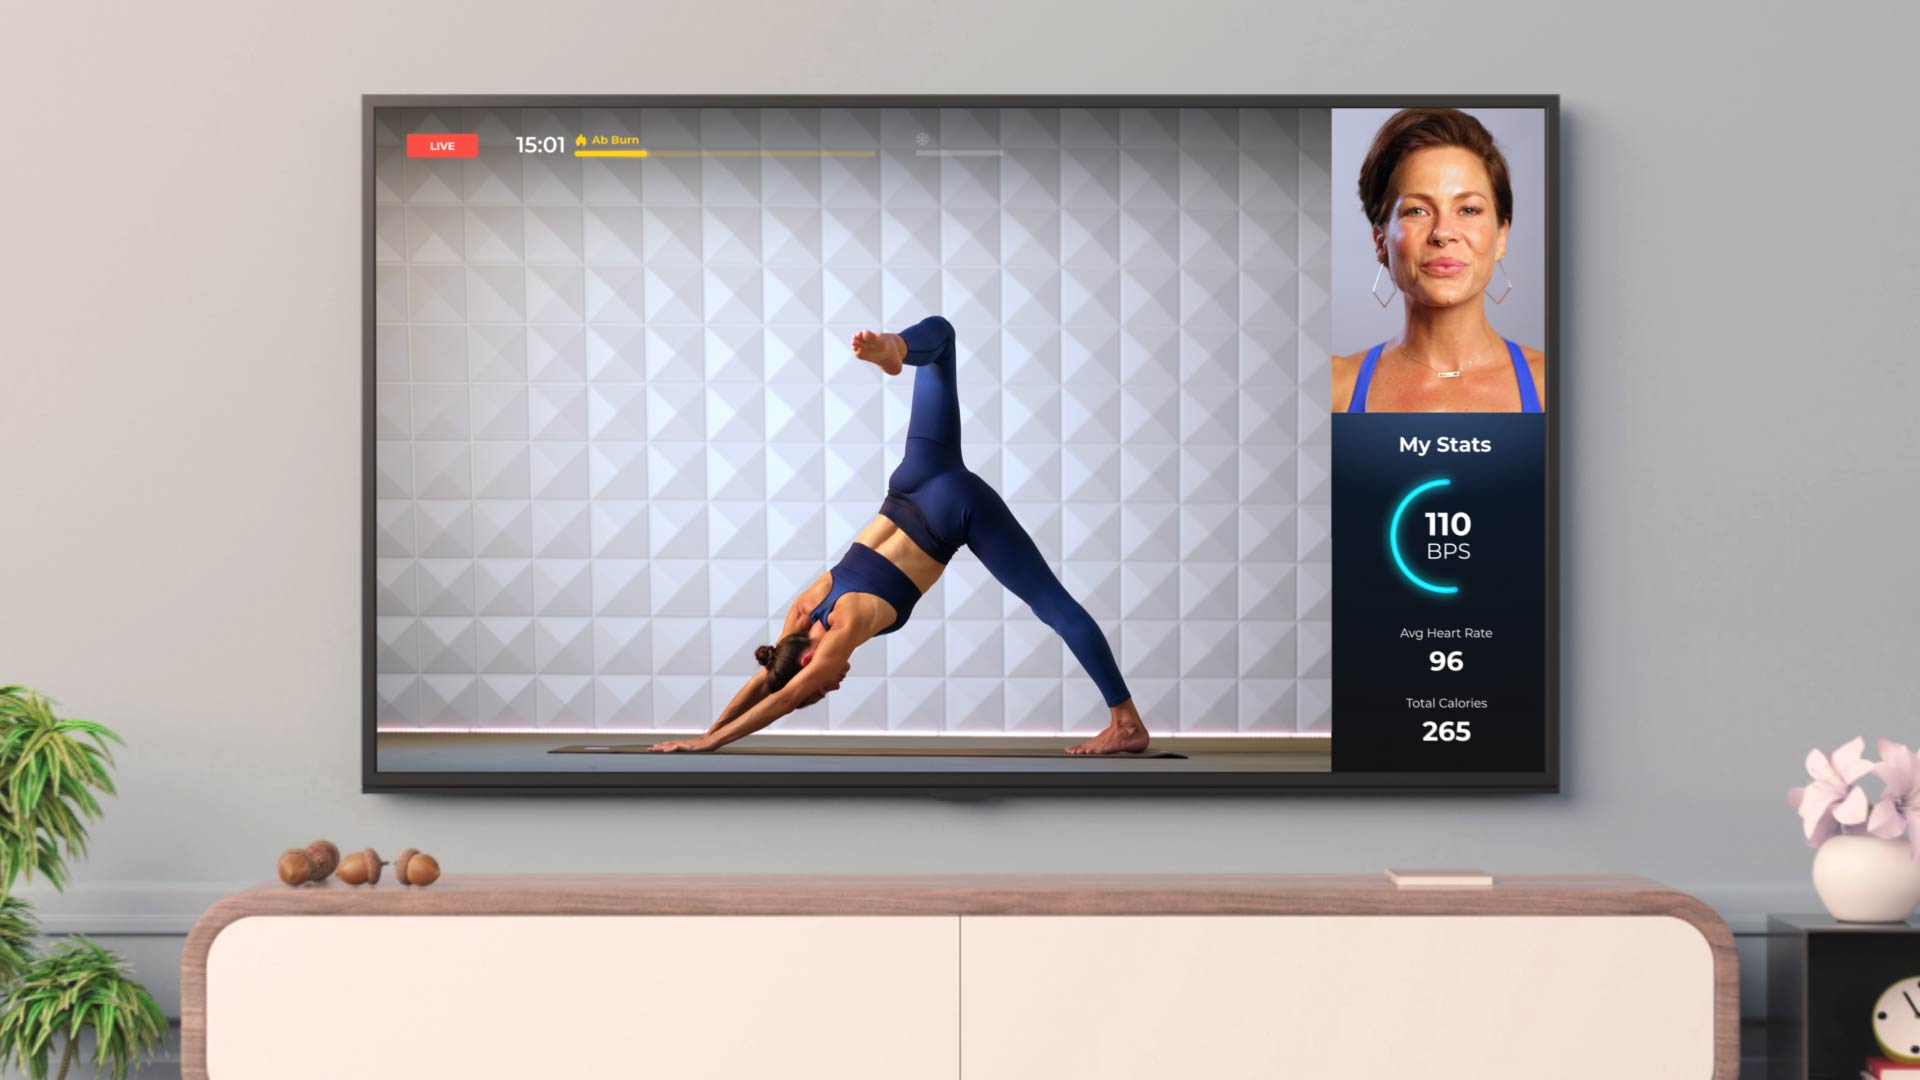 LIVE
15:01
Ab Burn
My Stats
110
BPS
Avg Heart Rate
96
Total Calories
265